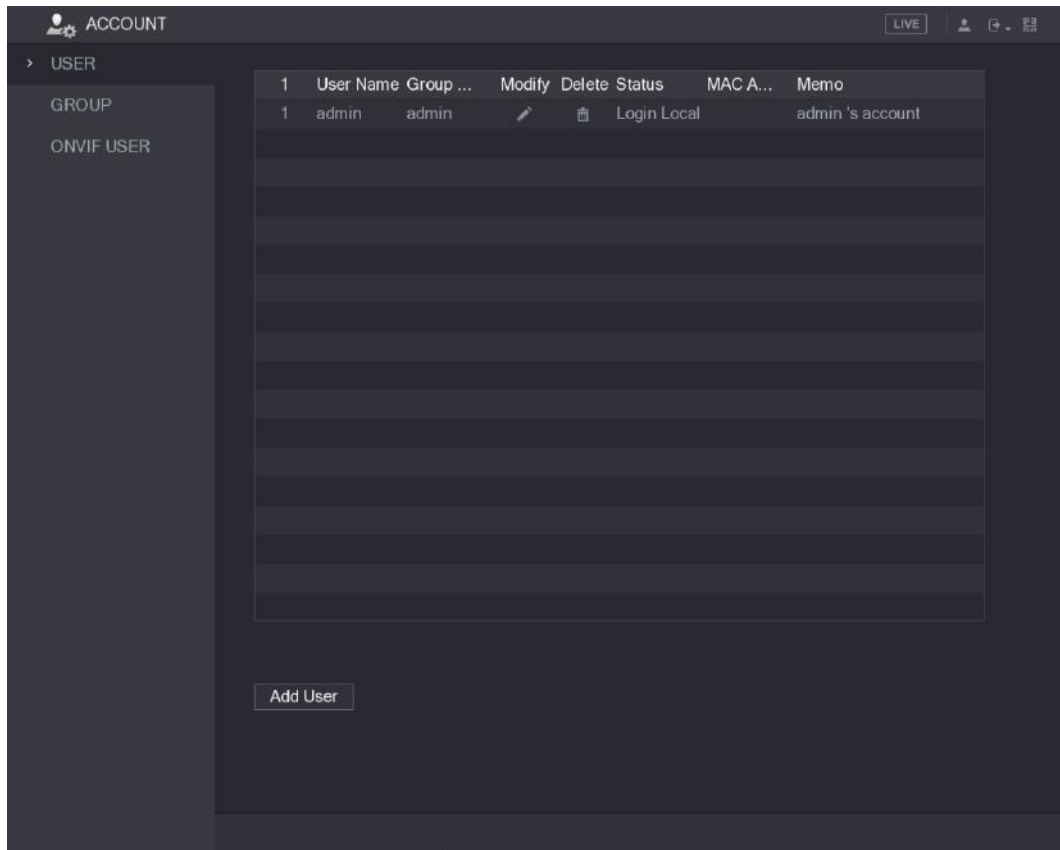 ACCOUNT LIVE
USER
GROUP
ONVIF USER
1 User Name Group ... Modify Delete Status MAC A... Memo
1 admin admin Login Local admin 's account
Add User